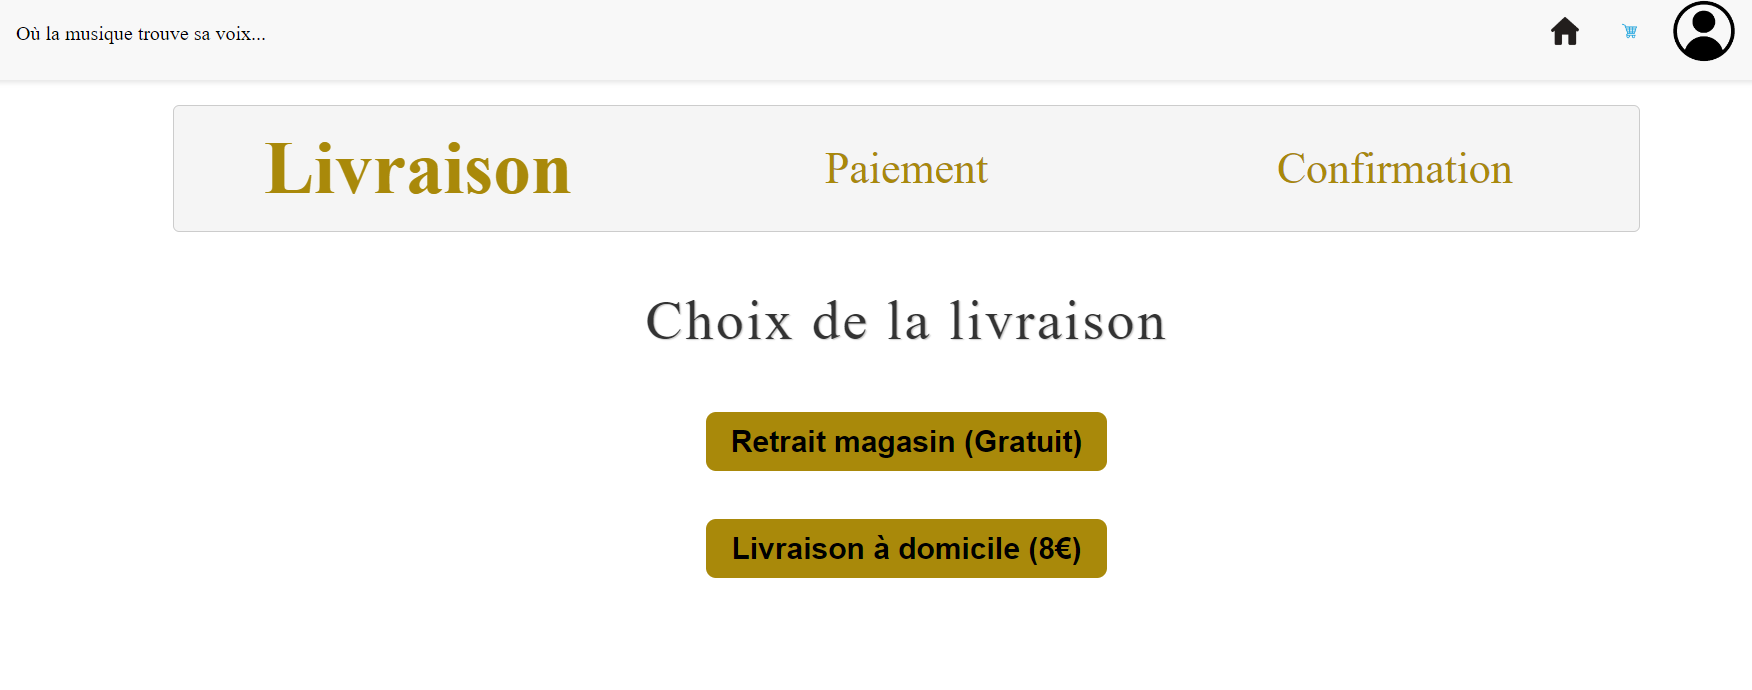 Où la musique trouve sa voix...
Livraison Paiement Confirmation
Choix de la livraison
Retrait magasin (Gratuit)
Livraison à domicile (8€)